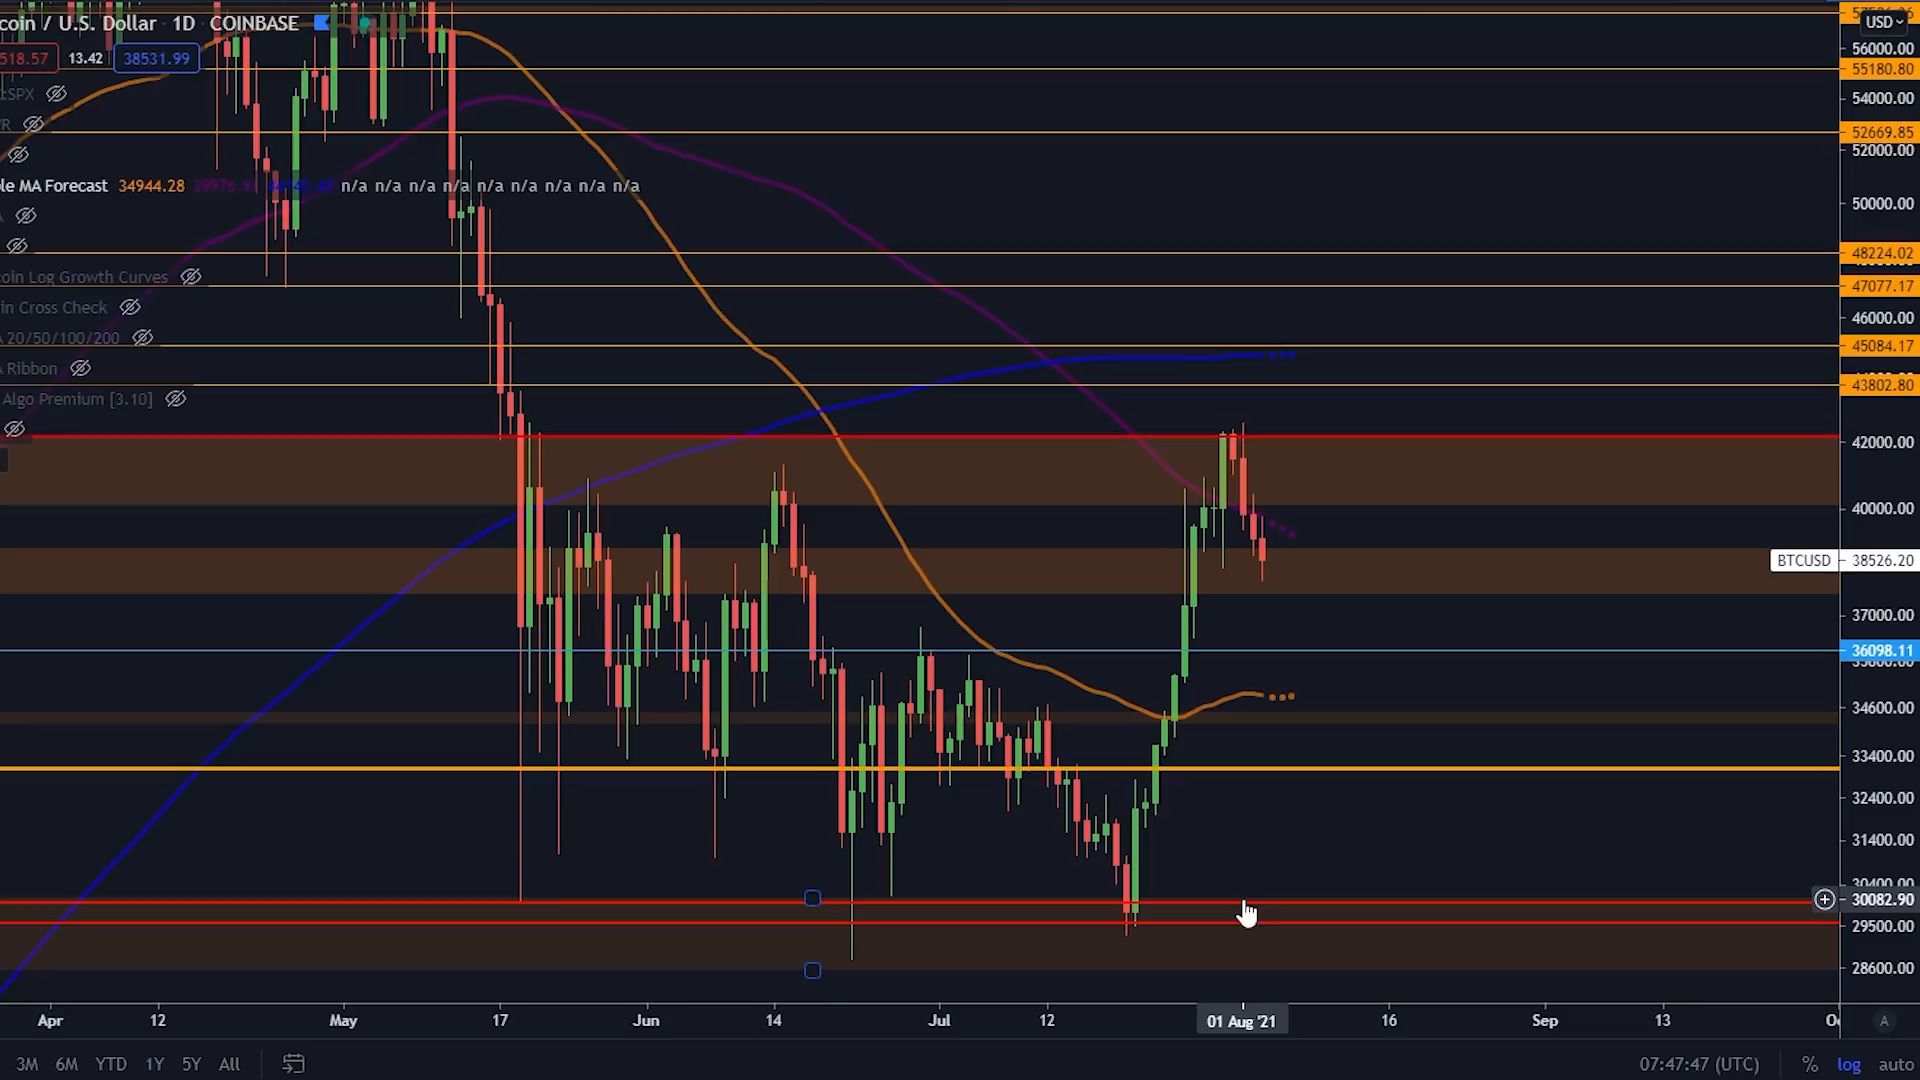 coin / U.S. Dollar 1D COINBASE
518.57 13.42 38531.99
:SPX
R
le MA Forecast 34944.28 n/a n/a n/a n/a n/a n/a n/a n/a n/a
coin Log Growth Curves
in Cross Check
A 20/50/100/200
A Ribbon
Algo Premium [3.10]
USD
56000.00
55180.80
54000.00
52669.85
52000.00
50000.00
48224.02
47077.17
46000.00
45084.17
43802.80
42000.00
40000.00
BTCUSD 38526.20
37000.00
36098.11
34600.00
33400.00
32400.00
31400.00
30400.00
30082.90
29500.00
28600.00
Apr 12 May 17 Jun 14 Jul 12 01 Aug '21 16 Sep 13 A
3M 6M YTD 1Y 5Y All 07:47:47 (UTC) % log auto